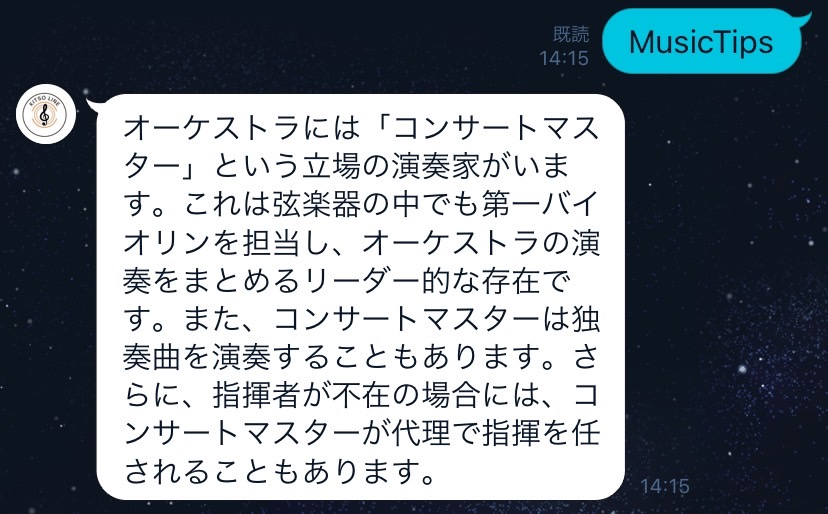 既読
14:15
MusicTips
KITSO LINE
オーケストラには「コンサートマス
ター」という立場の演奏家がいま
す。これは弦楽器の中でも第一バイ
オリンを担当し、オーケストラの演
奏をまとめるリーダー的な存在で
す。また、コンサートマスターは独
奏曲を演奏することもあります。さ
らに、指揮者が不在の場合には、コ
ンサートマスターが代理で指揮を任
されることもあります。
14:15